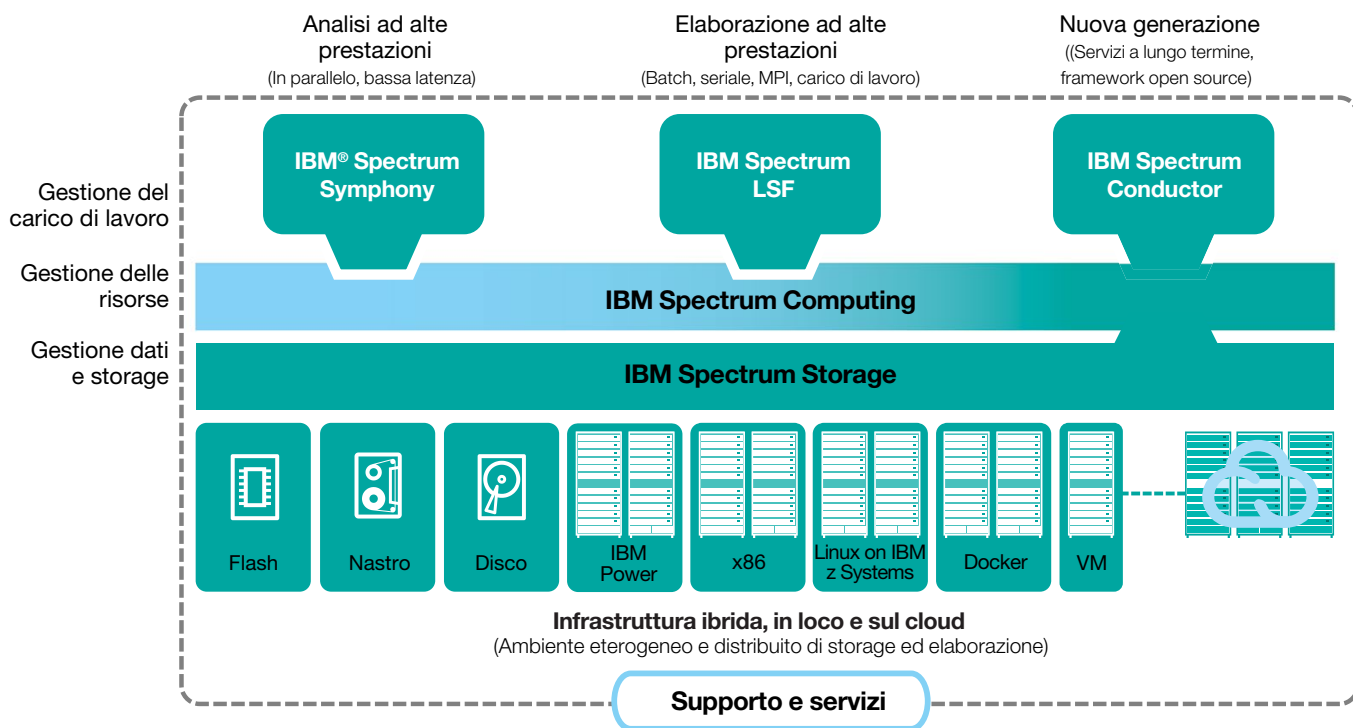 Analisi ad alte
prestazioni
(In parallelo, bassa latenza)
Elaborazione ad alte
prestazioni
(Batch, seriale, MPI, carico di lavoro)
Nuova generazione
((Servizi a lungo termine,
framework open source)
Gestione del
carico di lavoro
IBM® Spectrum
Symphony
IBM Spectrum
LSF
IBM Spectrum
Conductor
Gestione delle
risorse
IBM Spectrum Computing
Gestione dati
e storage
IBM Spectrum Storage
Flash
Nastro
Disco
IBM
Power
x86
Linux on IBM
z Systems
Docker
VM
Infrastruttura ibrida, in loco e sul cloud
(Ambiente eterogeneo e distribuito di storage ed elaborazione)
Supporto e servizi